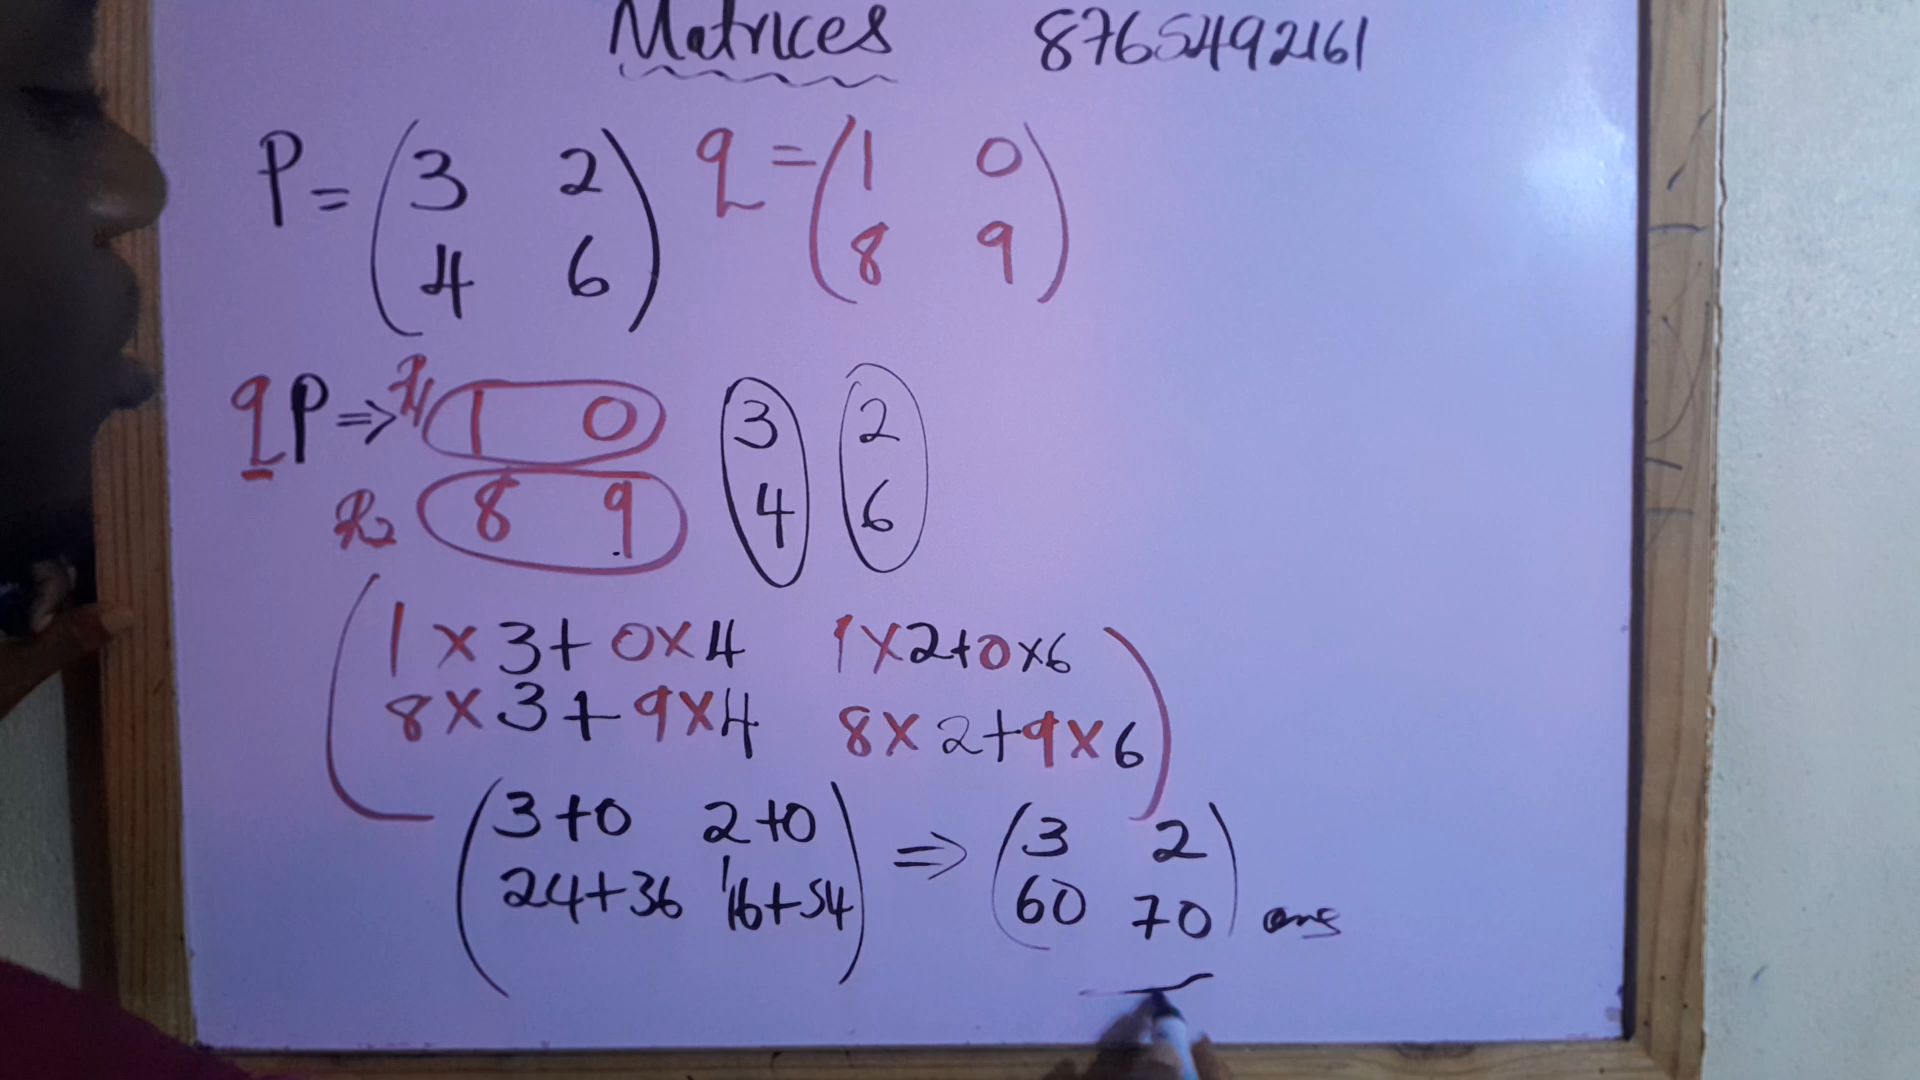 Matrices 8765492161
P = (3 2) q = (1 0)
(4 6) (8 9)
qP => R1 1 0 3 2
R2 8 9 4 6
(1 x 3 + 0 x 4 1 x 2 + 0 x 6)
(8 x 3 + 9 x 4 8 x 2 + 9 x 6)
(3+0 2+0) => (3 2)
(24+36 16+54) (60 70) ans